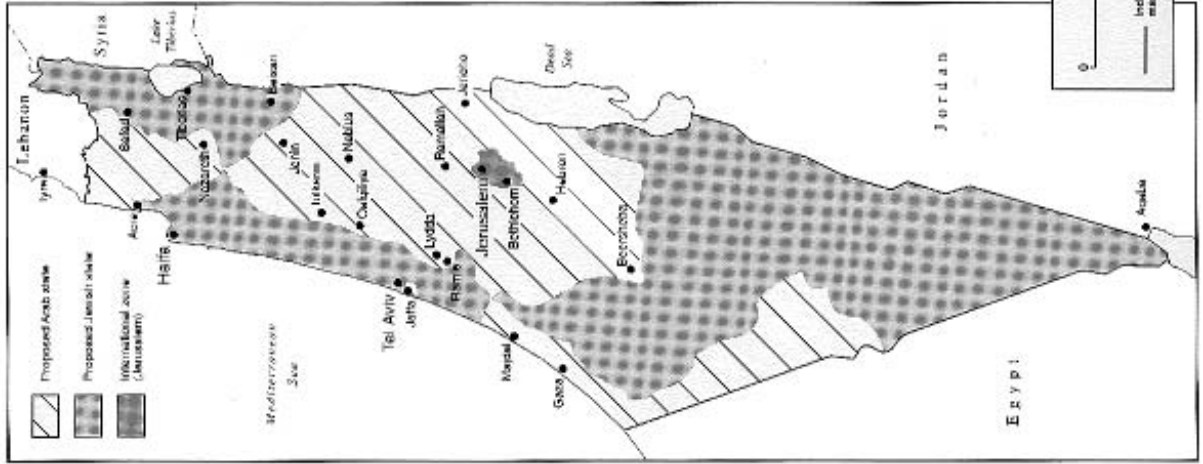 Proposed Arab state
Proposed Jewish state
International zone
(Jerusalem)
Lebanon
Syria
Tyre
Lake
Tiberias
Safad
Acre
Haifa
Tiberias
Nazareth
Beisan
Jenin
Tulkarem
Nablus
Qalqiliya
Mediterranean
Sea
Tel Aviv
Jaffa
Lydda
Ramallah
Jericho
Jerusalem
Bethlehem
Majdal
Hebron
Dead
Sea
Gaza
Beersheba
Jordan
Egypt
Aqaba